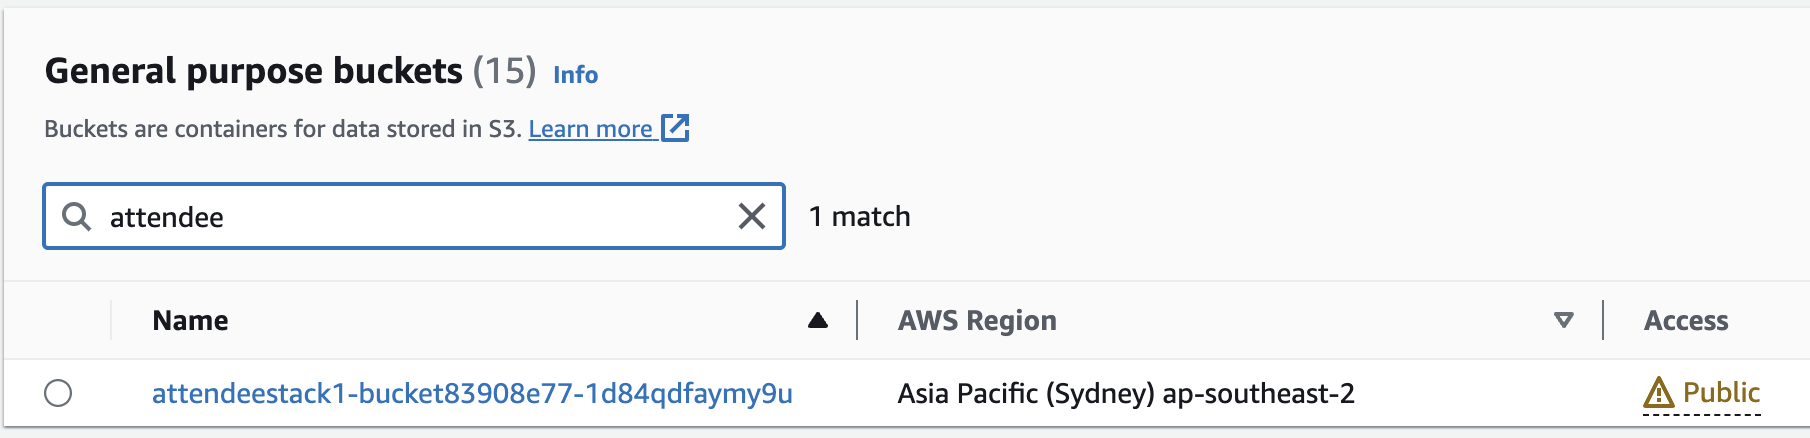 General purpose buckets (15) Info
Buckets are containers for data stored in S3. Learn more
attendee
1 match
Name AWS Region Access
attendeestack1-bucket83908e77-1d84qdfaymy9u Asia Pacific (Sydney) ap-southeast-2 Public